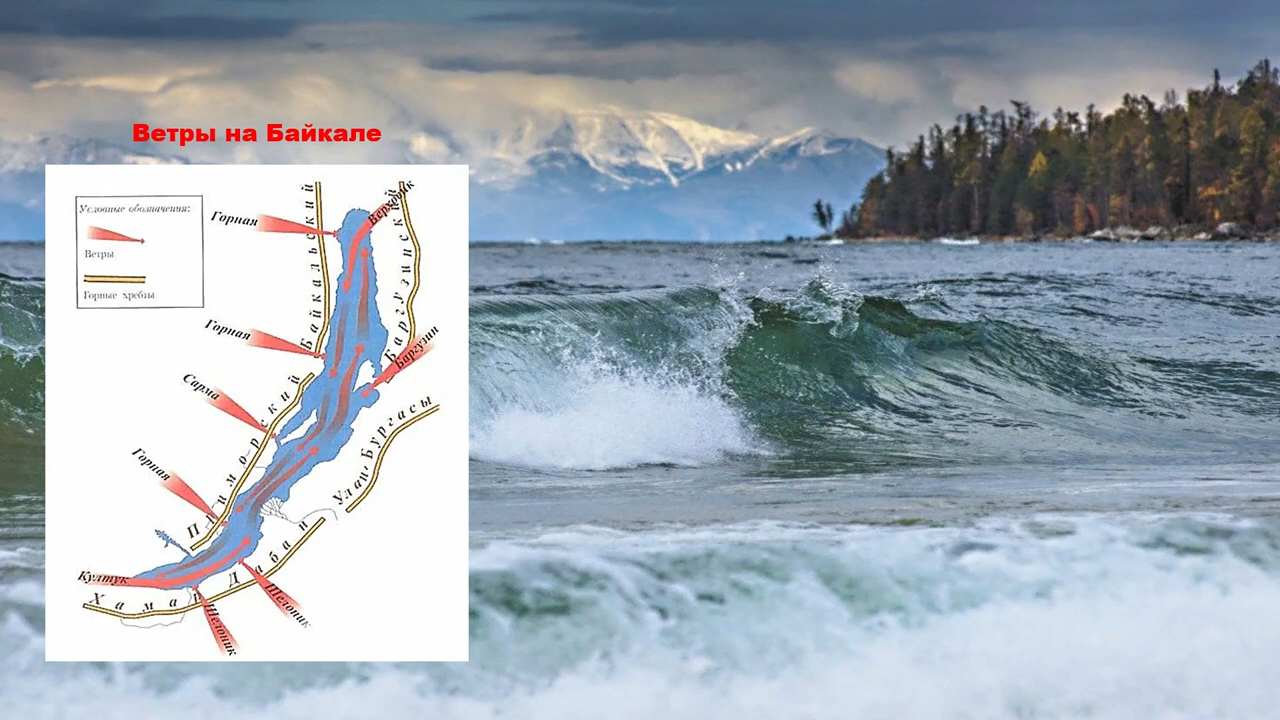 Ветры на Байкале
Условные обозначения:
Ветры
Горные хребты
Горная
Верховик
Байкальский
Баргузинский
Горная
Баргузин
Сарма
Приморский
Улан-Бургасы
Горная
Култук
Хамар-Дабан
Шелоник
Шелоник